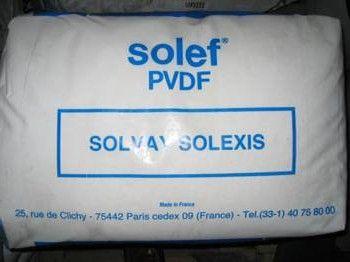 solef®
PVDF
SOLVAY SOLEXIS
Made in France
25, rue de Clichy - 75442 Paris cedex 09 (France) - Tel.(33-1) 40 75 80 00